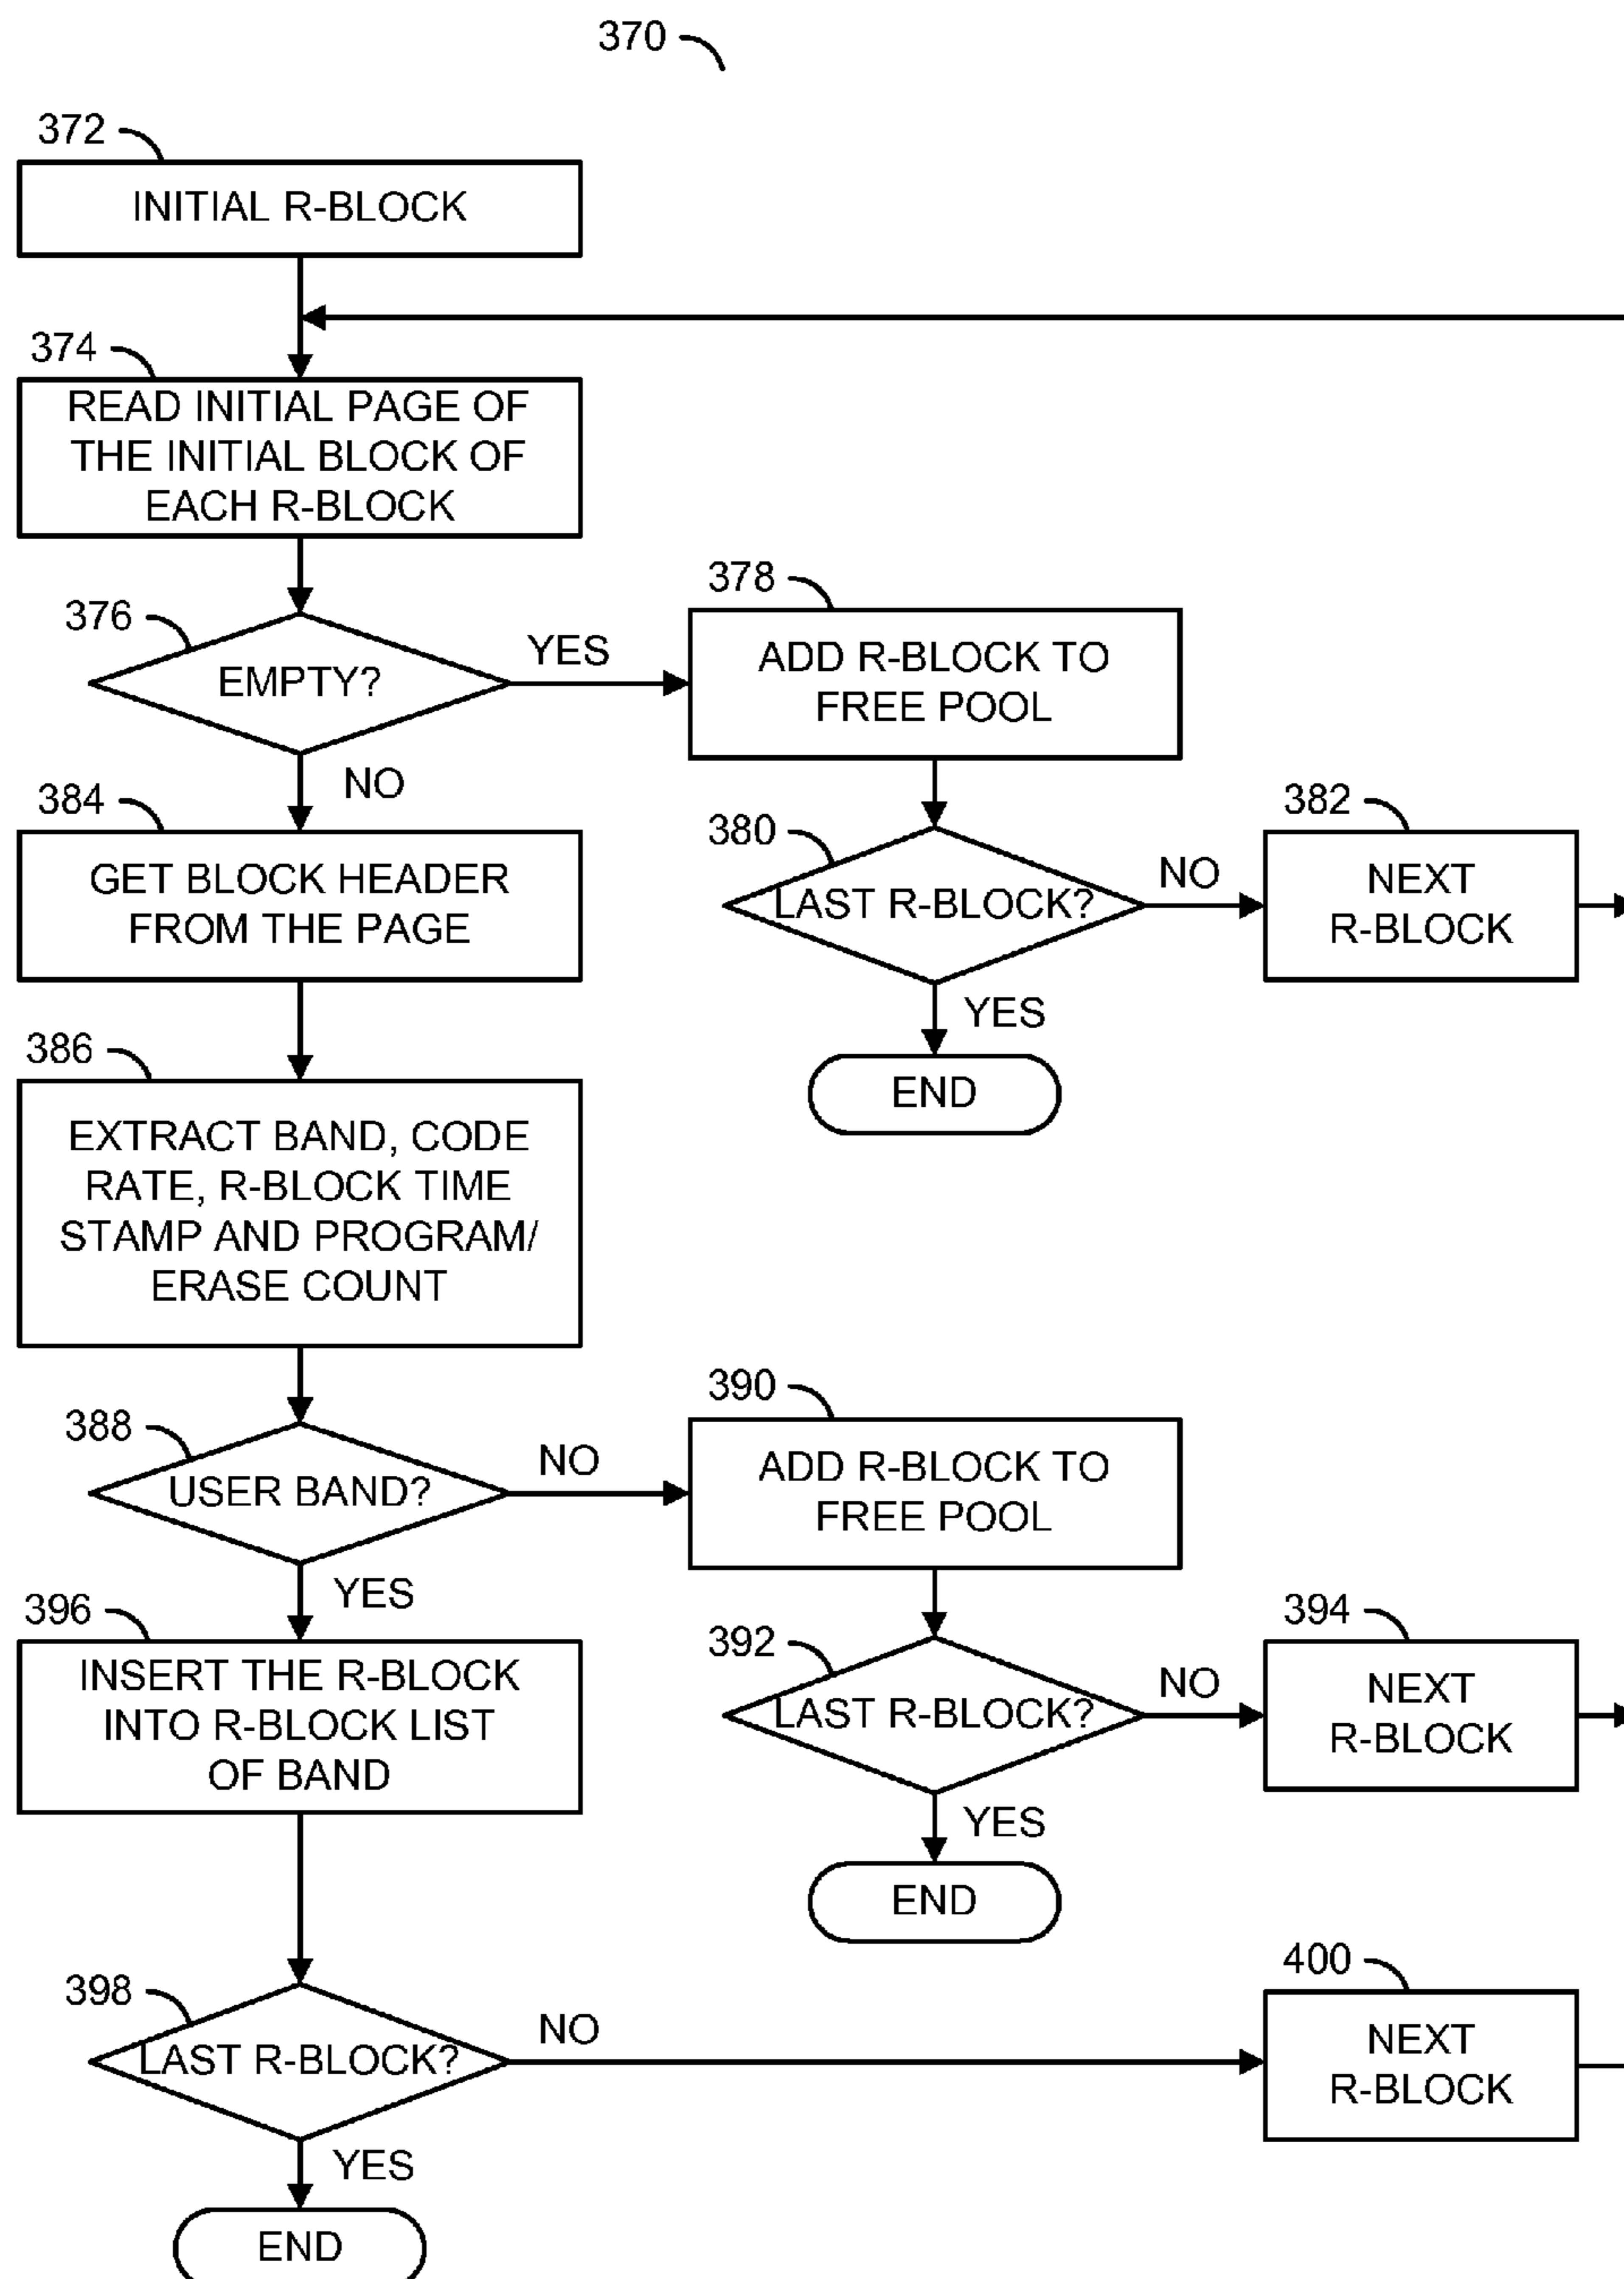 370
372
INITIAL R-BLOCK
374
READ INITIAL PAGE OF
THE INITIAL BLOCK OF
EACH R-BLOCK
376
EMPTY?
YES
NO
378
ADD R-BLOCK TO
FREE POOL
380
LAST R-BLOCK?
NO
YES
382
NEXT
R-BLOCK
END
384
GET BLOCK HEADER
FROM THE PAGE
386
EXTRACT BAND, CODE
RATE, R-BLOCK TIME
STAMP AND PROGRAM/
ERASE COUNT
388
USER BAND?
NO
YES
390
ADD R-BLOCK TO
FREE POOL
392
LAST R-BLOCK?
NO
YES
394
NEXT
R-BLOCK
END
396
INSERT THE R-BLOCK
INTO R-BLOCK LIST
OF BAND
398
LAST R-BLOCK?
NO
YES
400
NEXT
R-BLOCK
END